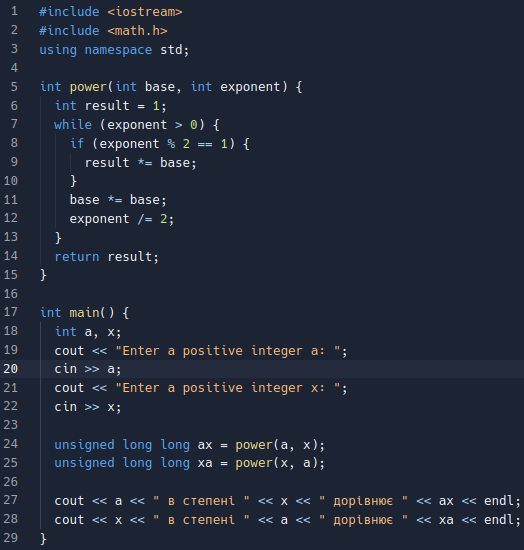 1 #include <iostream>
2 #include <math.h>
3 using namespace std;
4
5 int power(int base, int exponent) {
6   int result = 1;
7   while (exponent > 0) {
8     if (exponent % 2 == 1) {
9       result *= base;
10     }
11     base *= base;
12     exponent /= 2;
13   }
14   return result;
15 }
16
17 int main() {
18   int a, x;
19   cout << "Enter a positive integer a: ";
20   cin >> a;
21   cout << "Enter a positive integer x: ";
22   cin >> x;
23
24   unsigned long long ax = power(a, x);
25   unsigned long long xa = power(x, a);
26
27   cout << a << " в степені " << x << " дорівнює " << ax << endl;
28   cout << x << " в степені " << a << " дорівнює " << xa << endl;
29 }